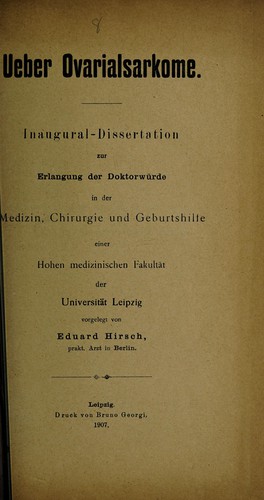 8
Ueber Ovarialsarkome.
Inaugural-Dissertation
zur
Erlangung der Doktorwürde
in der
Medizin, Chirurgie und Geburtshilfe
einer
Hohen medizinischen Fakultät
der
Universität Leipzig
vorgelegt von
Eduard Hirsch,
prakt. Arzt in Berlin.
Leipzig.
Druck von Bruno Georgi.
1907.